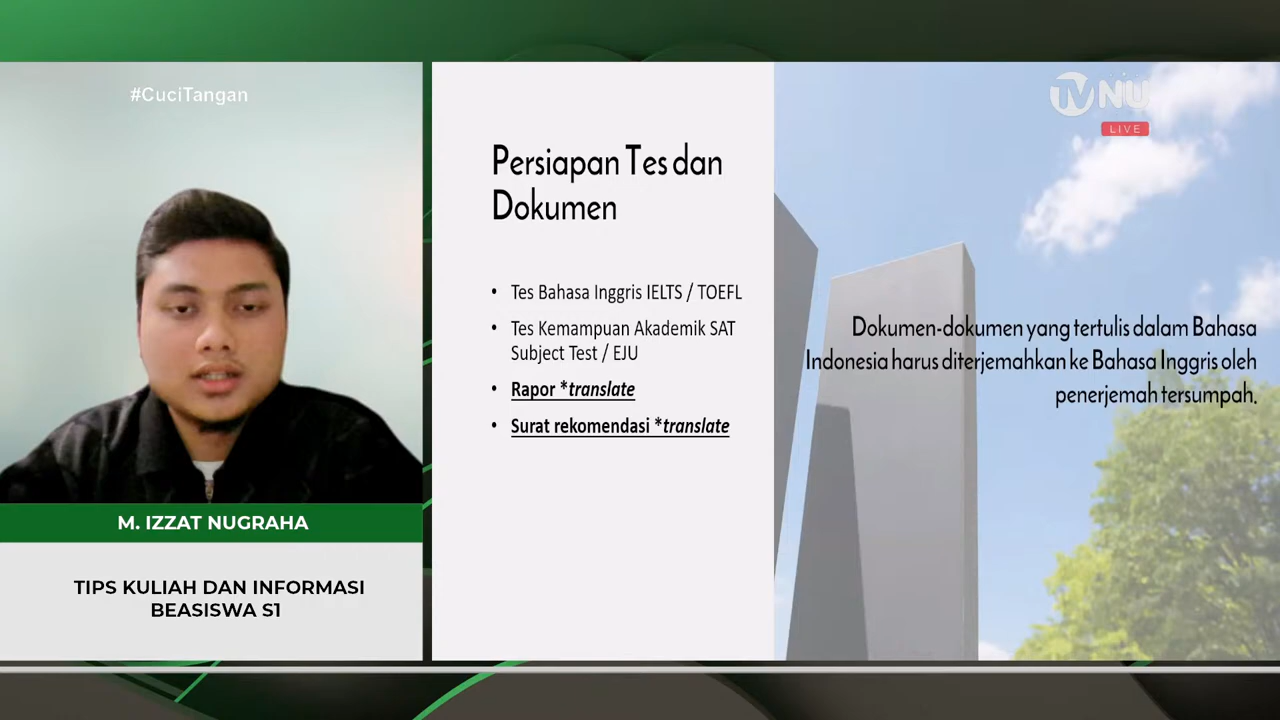 #CuciTangan
M. IZZAT NUGRAHA
TIPS KULIAH DAN INFORMASI
BEASISWA S1
Persiapan Tes dan
Dokumen
• Tes Bahasa Inggris IELTS / TOEFL
• Tes Kemampuan Akademik SAT
Subject Test / EJU
• Rapor *translate
• Surat rekomendasi *translate
TVNU
LIVE
Dokumen-dokumen yang tertulis dalam Bahasa
Indonesia harus diterjemahkan ke Bahasa Inggris oleh
penerjemah tersumpah.